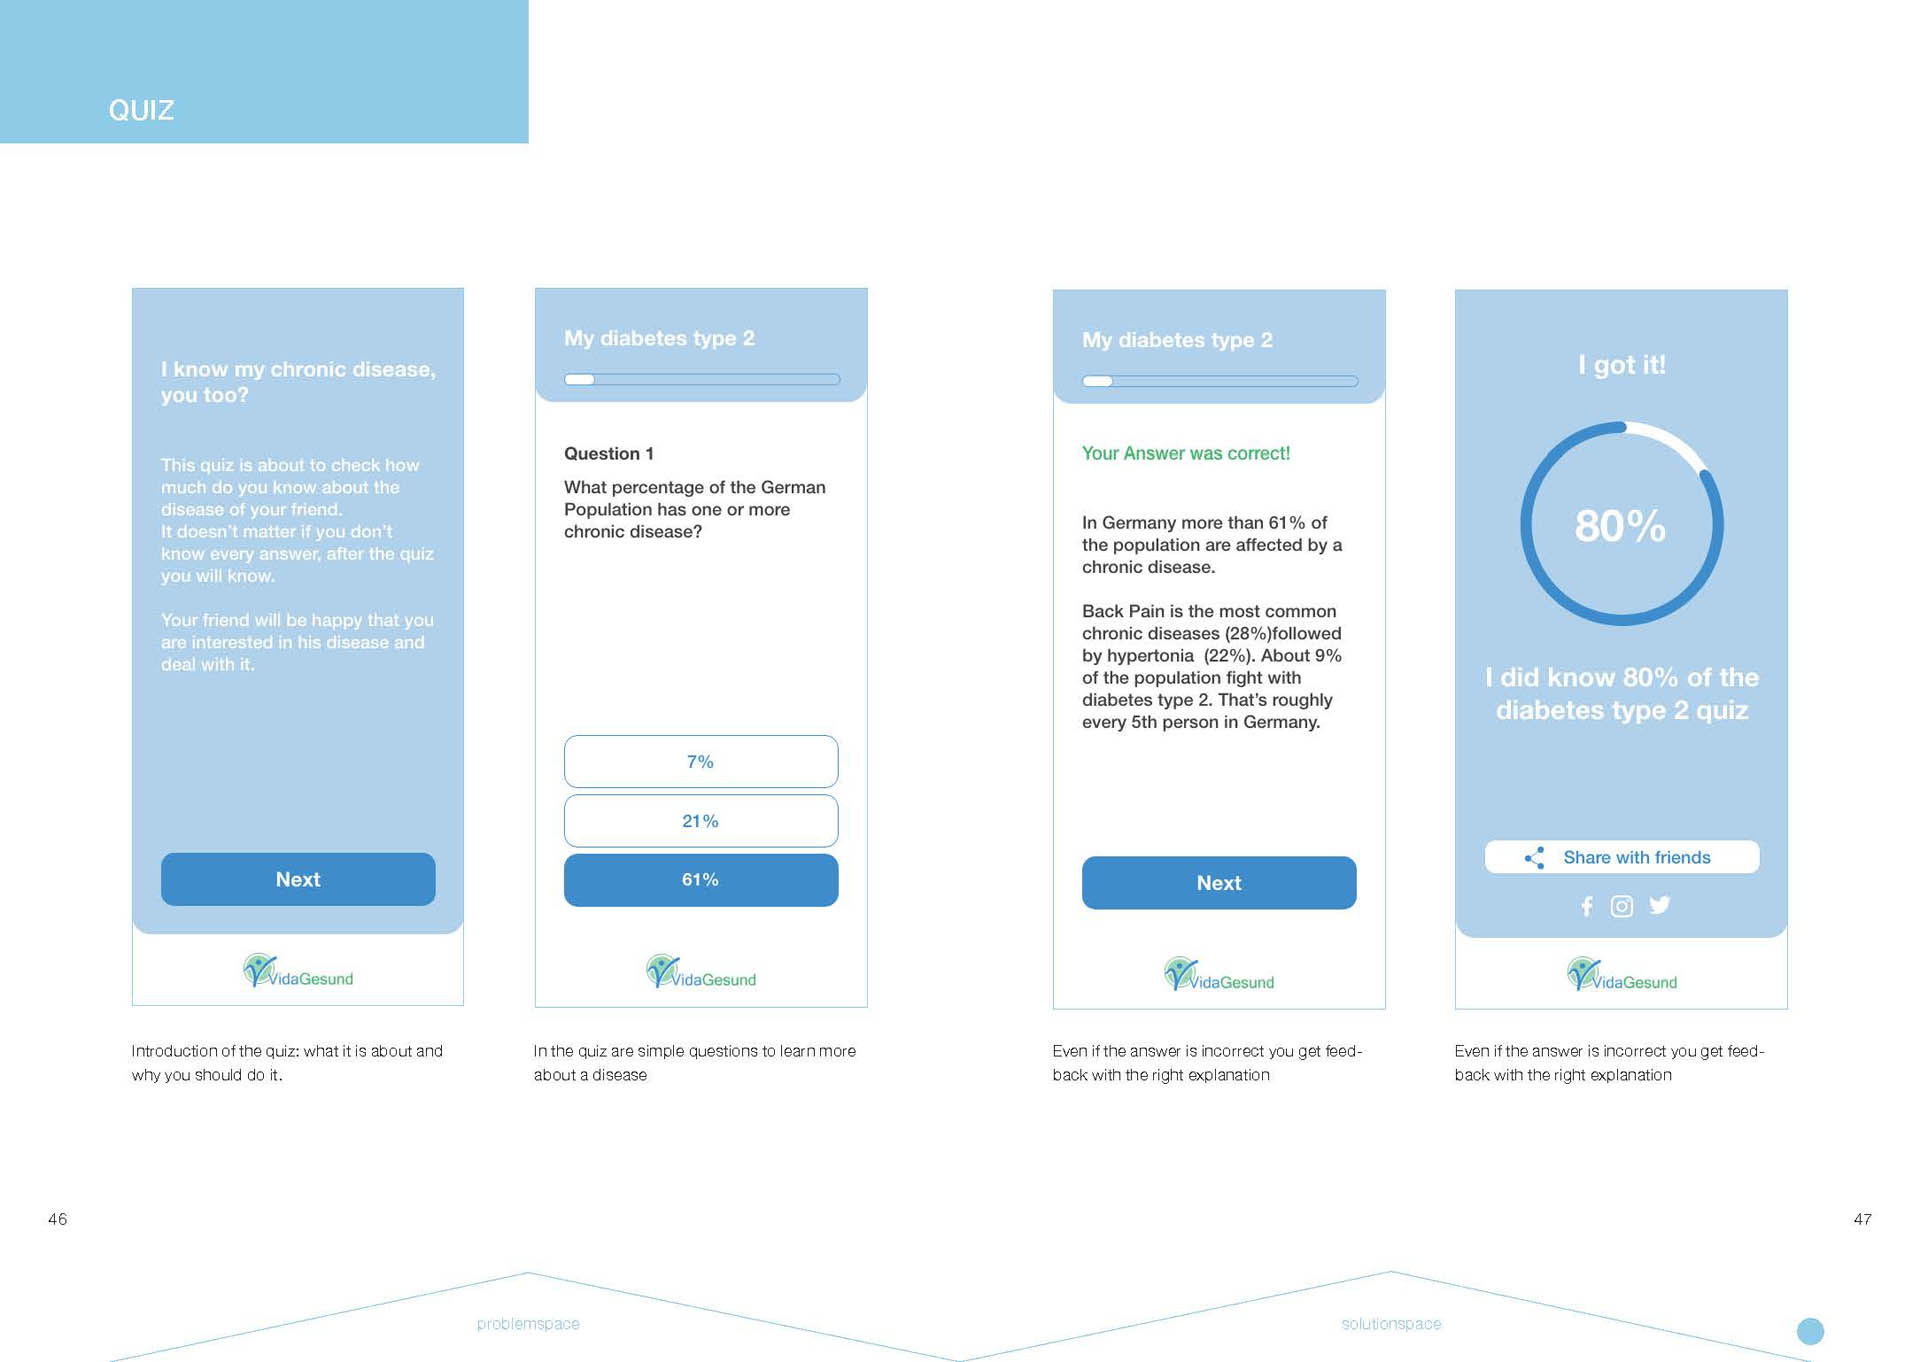 QUIZ
I know my chronic disease,
you too?
This quiz is about to check how
much do you know about the
disease of your friend.
It doesn't matter if you don't
know every answer, after the quiz
you will know.
Your friend will be happy that you
are interested in his disease and
deal with it.
Next
VidaGesund
Introduction of the quiz: what it is about and
why you should do it.
My diabetes type 2
Question 1
What percentage of the German
Population has one or more
chronic disease?
7%
21%
61%
VidaGesund
In the quiz are simple questions to learn more
about a disease
My diabetes type 2
Your Answer was correct!
In Germany more than 61% of
the population are affected by a
chronic disease.
Back Pain is the most common
chronic diseases (28%)followed
by hypertonia  (22%). About 9%
of the population fight with
diabetes type 2. That's roughly
every 5th person in Germany.
Next
VidaGesund
Even if the answer is incorrect you get feed-
back with the right explanation
I got it!
80%
I did know 80% of the
diabetes type 2 quiz
Share with friends
VidaGesund
Even if the answer is incorrect you get feed-
back with the right explanation
46
47
problemspace
solutionspace